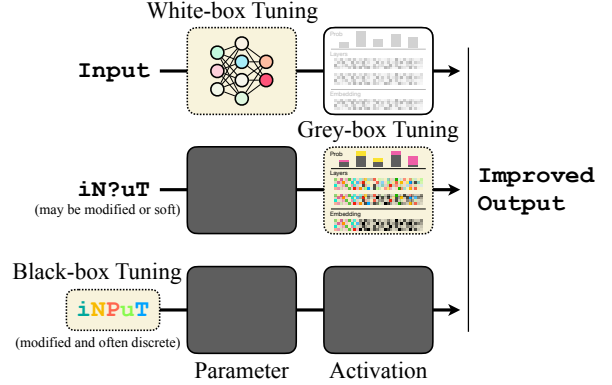 White-box Tuning
Input
Prob
Layers
Embedding
Grey-box Tuning
iN?uT
(may be modified or soft)
Prob
Layers
Embedding
Improved
Output
Black-box Tuning
iNPuT
(modified and often discrete)
Parameter
Activation